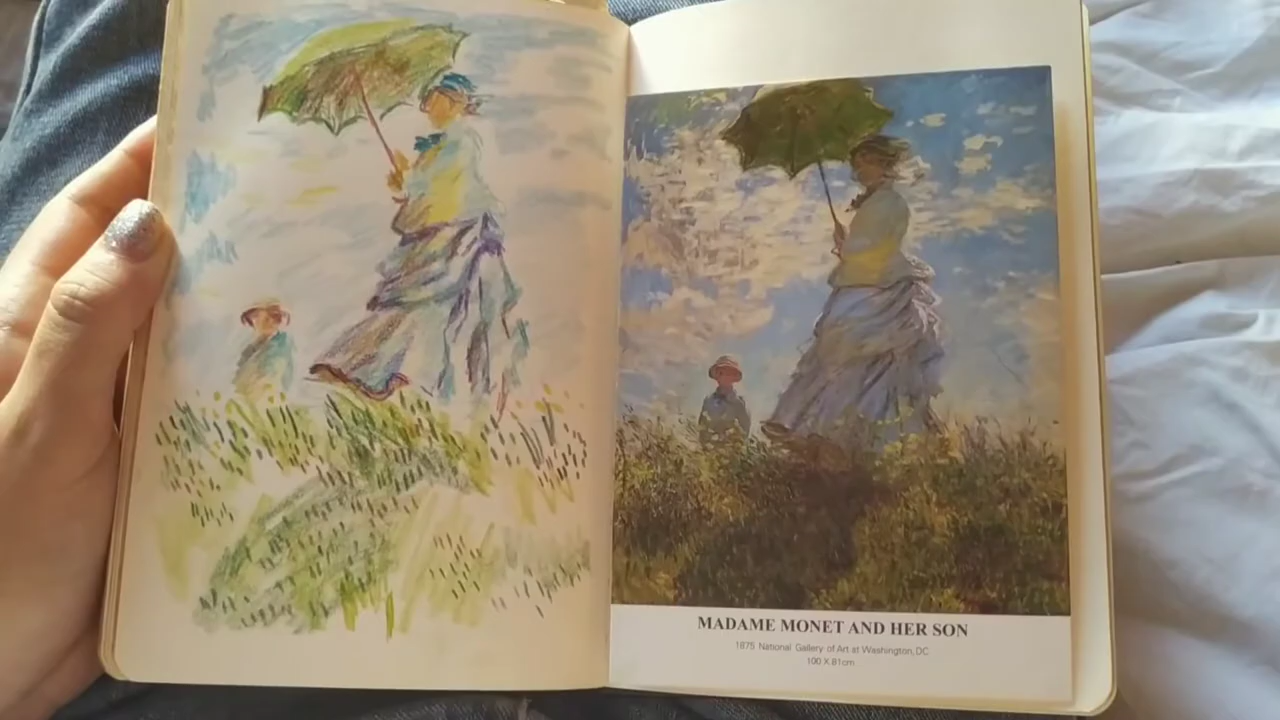 MADAME MONET AND HER SON
1875 National Gallery of Art at Washington, DC
100 X 81cm